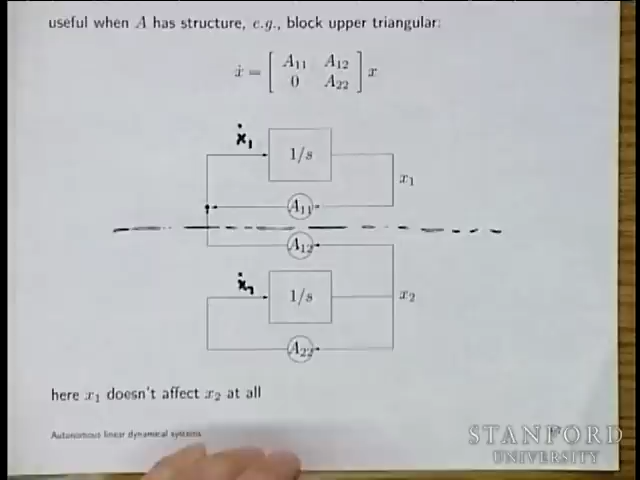 useful when A has structure, e.g., block upper triangular:
ẋ = [ A11 A12
0 A22 ] x
ẋ1
1/s
x1
A11
A12
ẋ2
1/s
x2
A22
here x1 doesn't affect x2 at all
Autonomous linear dynamical systems
STANFORD
UNIVERSITY